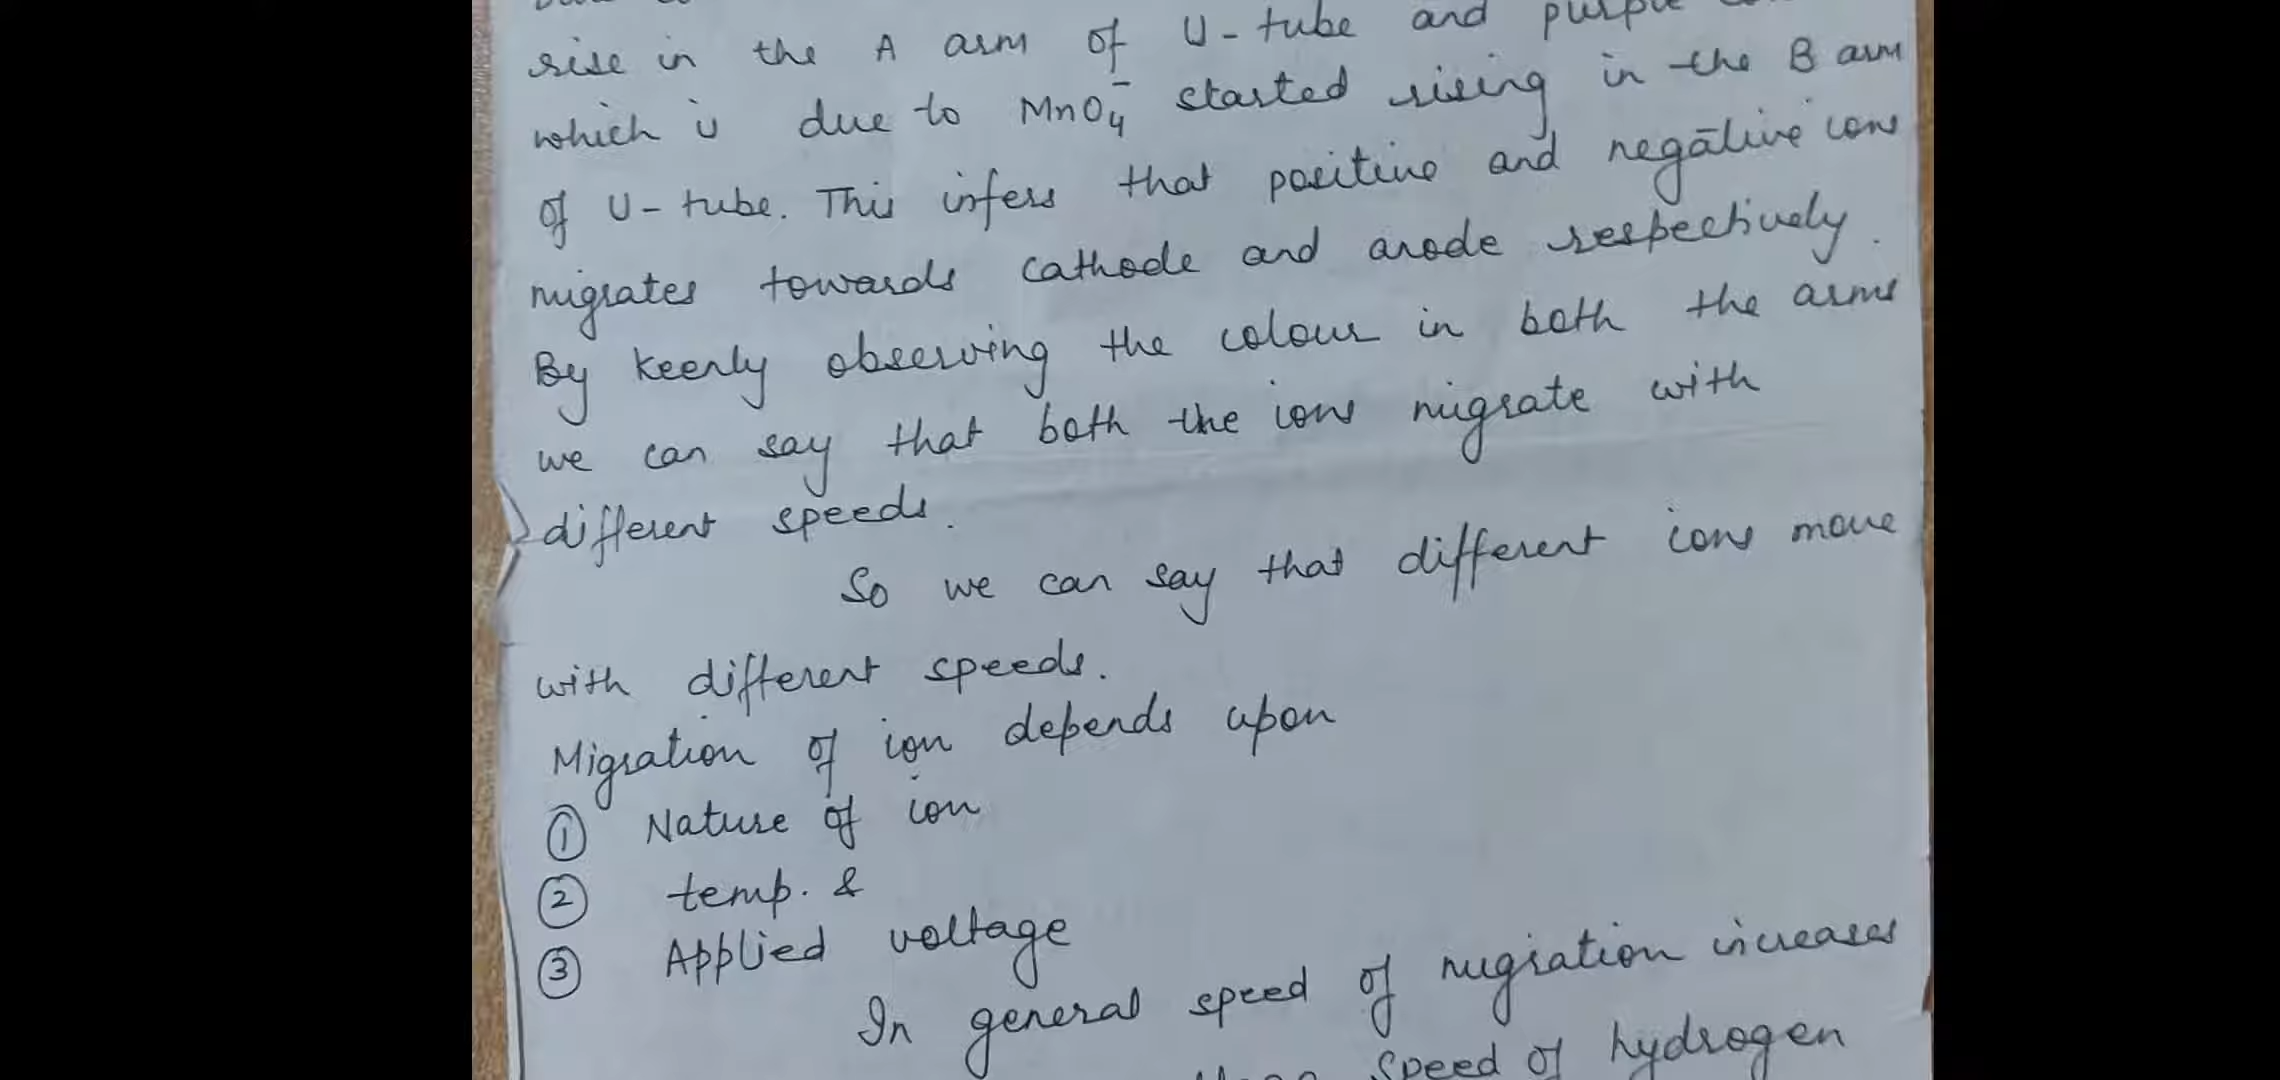 rise in the A arm of U-tube and purple
which is due to MnO₄⁻ started rising in the B arm
of U-tube. This infers that positive and negative ions
migrates towards cathode and anode respectively.
By keenly observing the colour in both the arms
we can say that both the ions migrate with
different speeds.
So we can say that different ions move
with different speeds.
Migration of ion depends upon
① Nature of ion
② temp. &
③ Applied voltage
In general speed of migration increases
speed of hydrogen